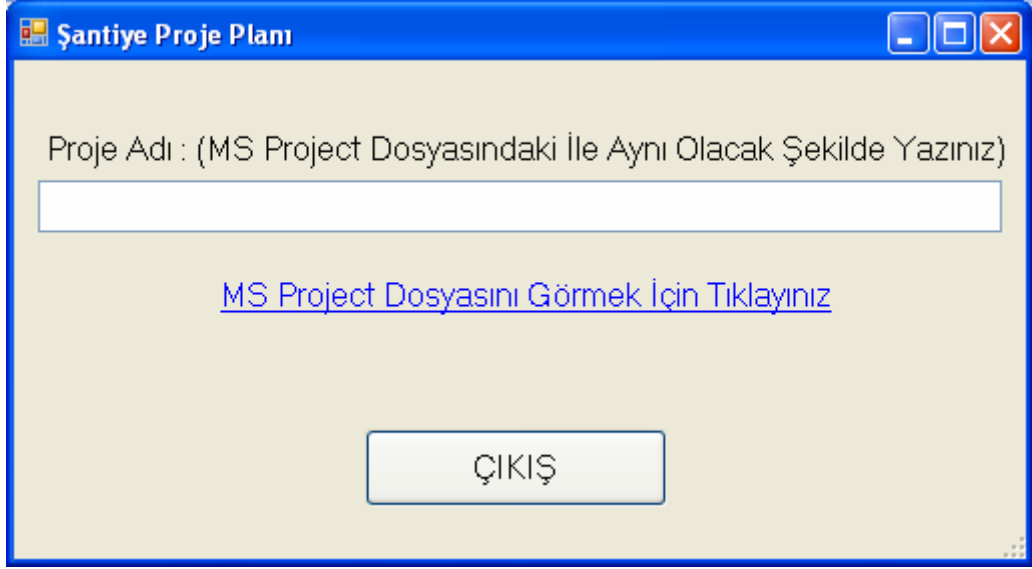 Şantiye Proje Planı
Proje Adı : (MS Project Dosyasındaki İle Aynı Olacak Şekilde Yazınız)
MS Project Dosyasını Görmek İçin Tıklayınız
ÇIKIŞ